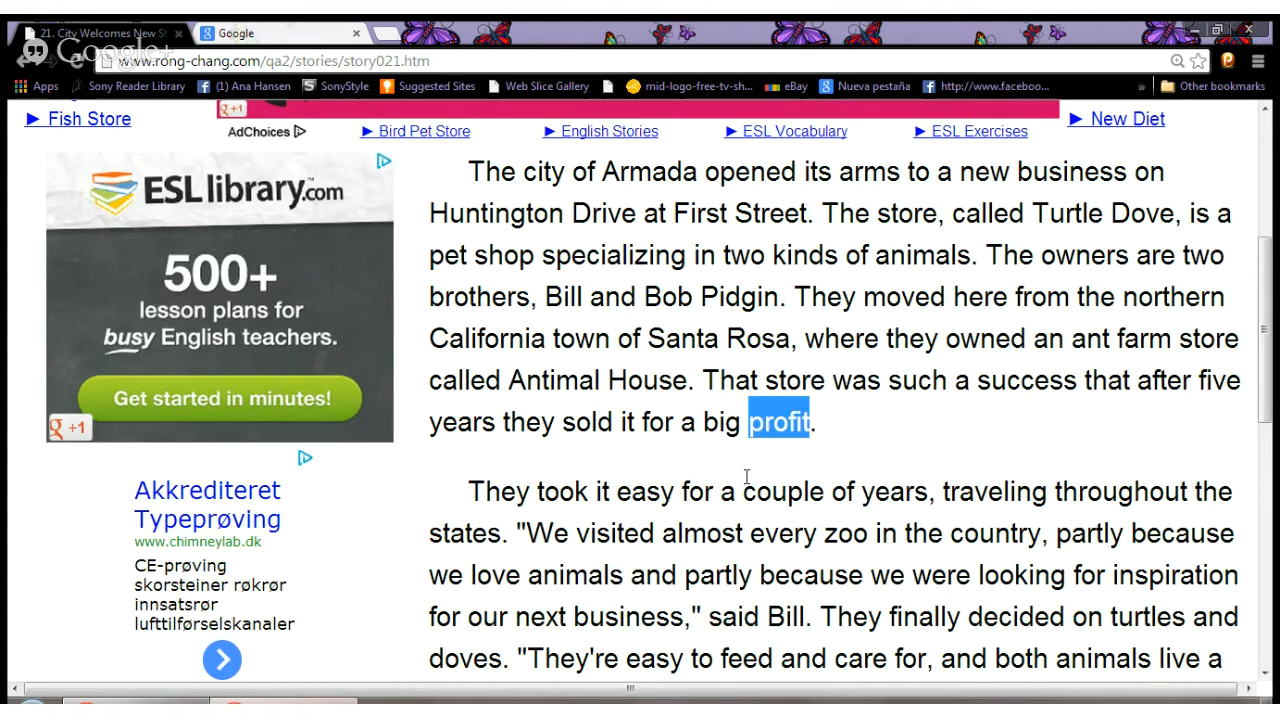 21. City Welcomes New St
Google
Google+
www.rong-chang.com/qa2/stories/story021.htm
Apps
Sony Reader Library
(1) Ana Hansen
SonyStyle
Suggested Sites
Web Slice Gallery
mid-logo-free-tv-sh...
eBay
Nueva pestaña
http://www.faceboo...
»
Other bookmarks
► Fish Store
g +1
AdChoices
► Bird Pet Store
► English Stories
► ESL Vocabulary
► ESL Exercises
► New Diet
ESL library.com
500+
lesson plans for
busy English teachers.
Get started in minutes!
g +1
Akkrediteret
Typeprøving
www.chimneylab.dk
CE-prøving
skorsteiner røkrør
innsatsrør
lufttilførselskanaler
The city of Armada opened its arms to a new business on
Huntington Drive at First Street. The store, called Turtle Dove, is a
pet shop specializing in two kinds of animals. The owners are two
brothers, Bill and Bob Pidgin. They moved here from the northern
California town of Santa Rosa, where they owned an ant farm store
called Antimal House. That store was such a success that after five
years they sold it for a big profit.
They took it easy for a couple of years, traveling throughout the
states. "We visited almost every zoo in the country, partly because
we love animals and partly because we were looking for inspiration
for our next business," said Bill. They finally decided on turtles and
doves. "They're easy to feed and care for, and both animals live a